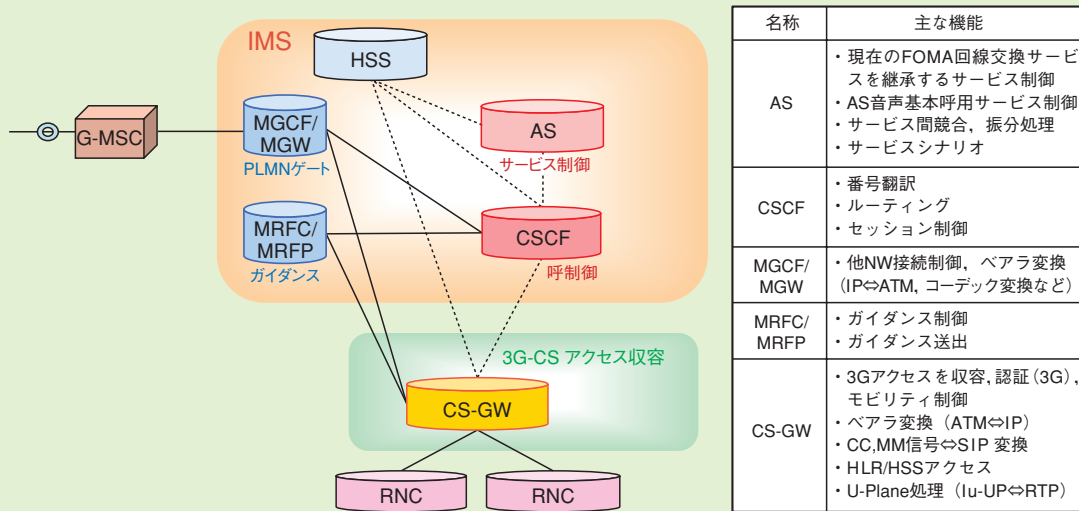 IMS
HSS
G-MSC
MGCF/
MGW
PLMNゲート
AS
サービス制御
MRFC/
MRFP
ガイダンス
CSCF
呼制御
3G-CS アクセス収容
CS-GW
RNC
RNC
名称
主な機能
AS
・現在のFOMA回線交換サービ
スを継承するサービス制御
・AS音声基本呼用サービス制御
・サービス間競合，振分処理
・サービスシナリオ
CSCF
・番号翻訳
・ルーティング
・セッション制御
MGCF/
MGW
・他NW接続制御，ベアラ変換
（IP⇔ATM, コーデック変換など）
MRFC/
MRFP
・ガイダンス制御
・ガイダンス送出
CS-GW
・3Gアクセスを収容, 認証（3G）,
モビリティ制御
・ベアラ変換（ATM⇔IP）
・CC,MM信号⇔SIP 変換
・HLR/HSSアクセス
・U-Plane処理（Iu-UP⇔RTP）